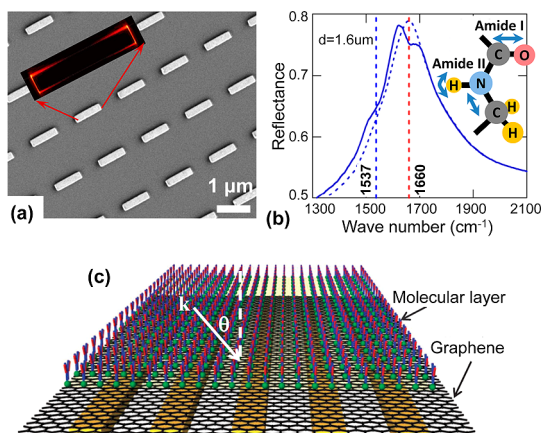 (a)
1 μm
0.8
0.7
0.6
0.5
Reflectance
d=1.6um
Amide I
Amide II
C
O
H
N
C
H
H
1537
1660
1300
1500
1700
1900
2100
Wave number (cm⁻¹)
(b)
(c)
k
θ
Molecular layer
Graphene